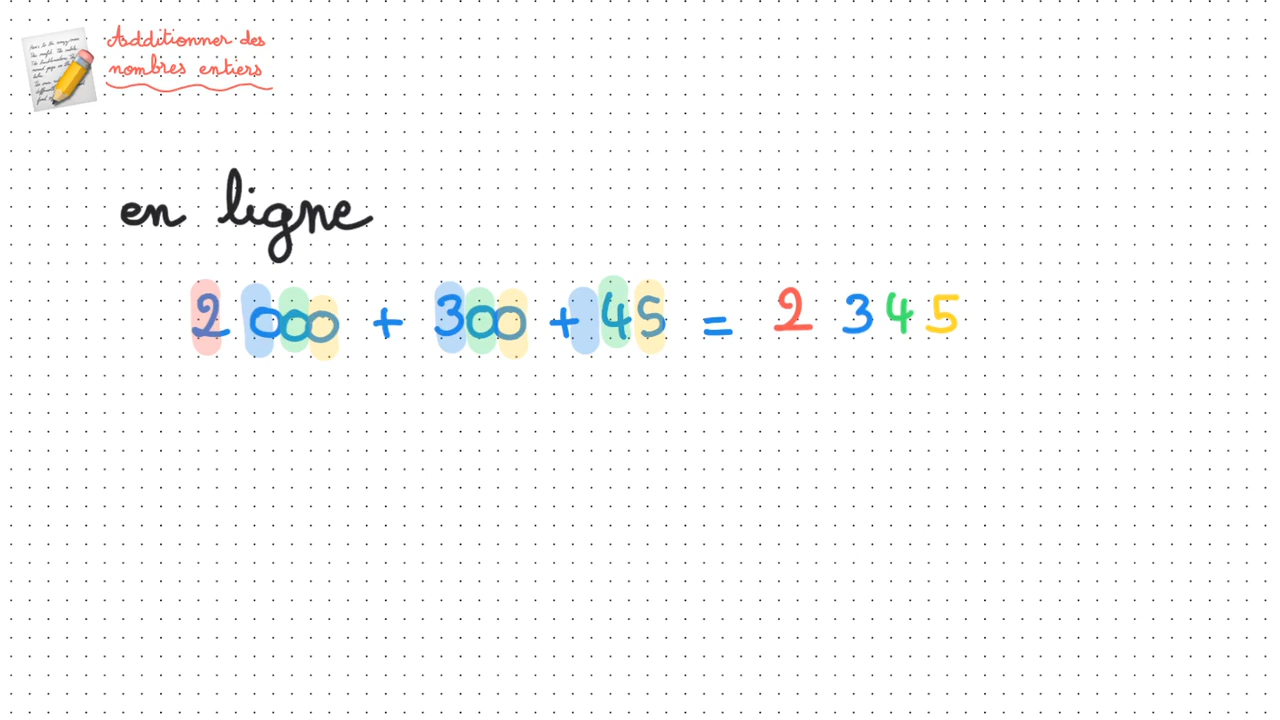 Additionner des
nombres entiers
en ligne
2 000 + 300 + 45 = 2 345